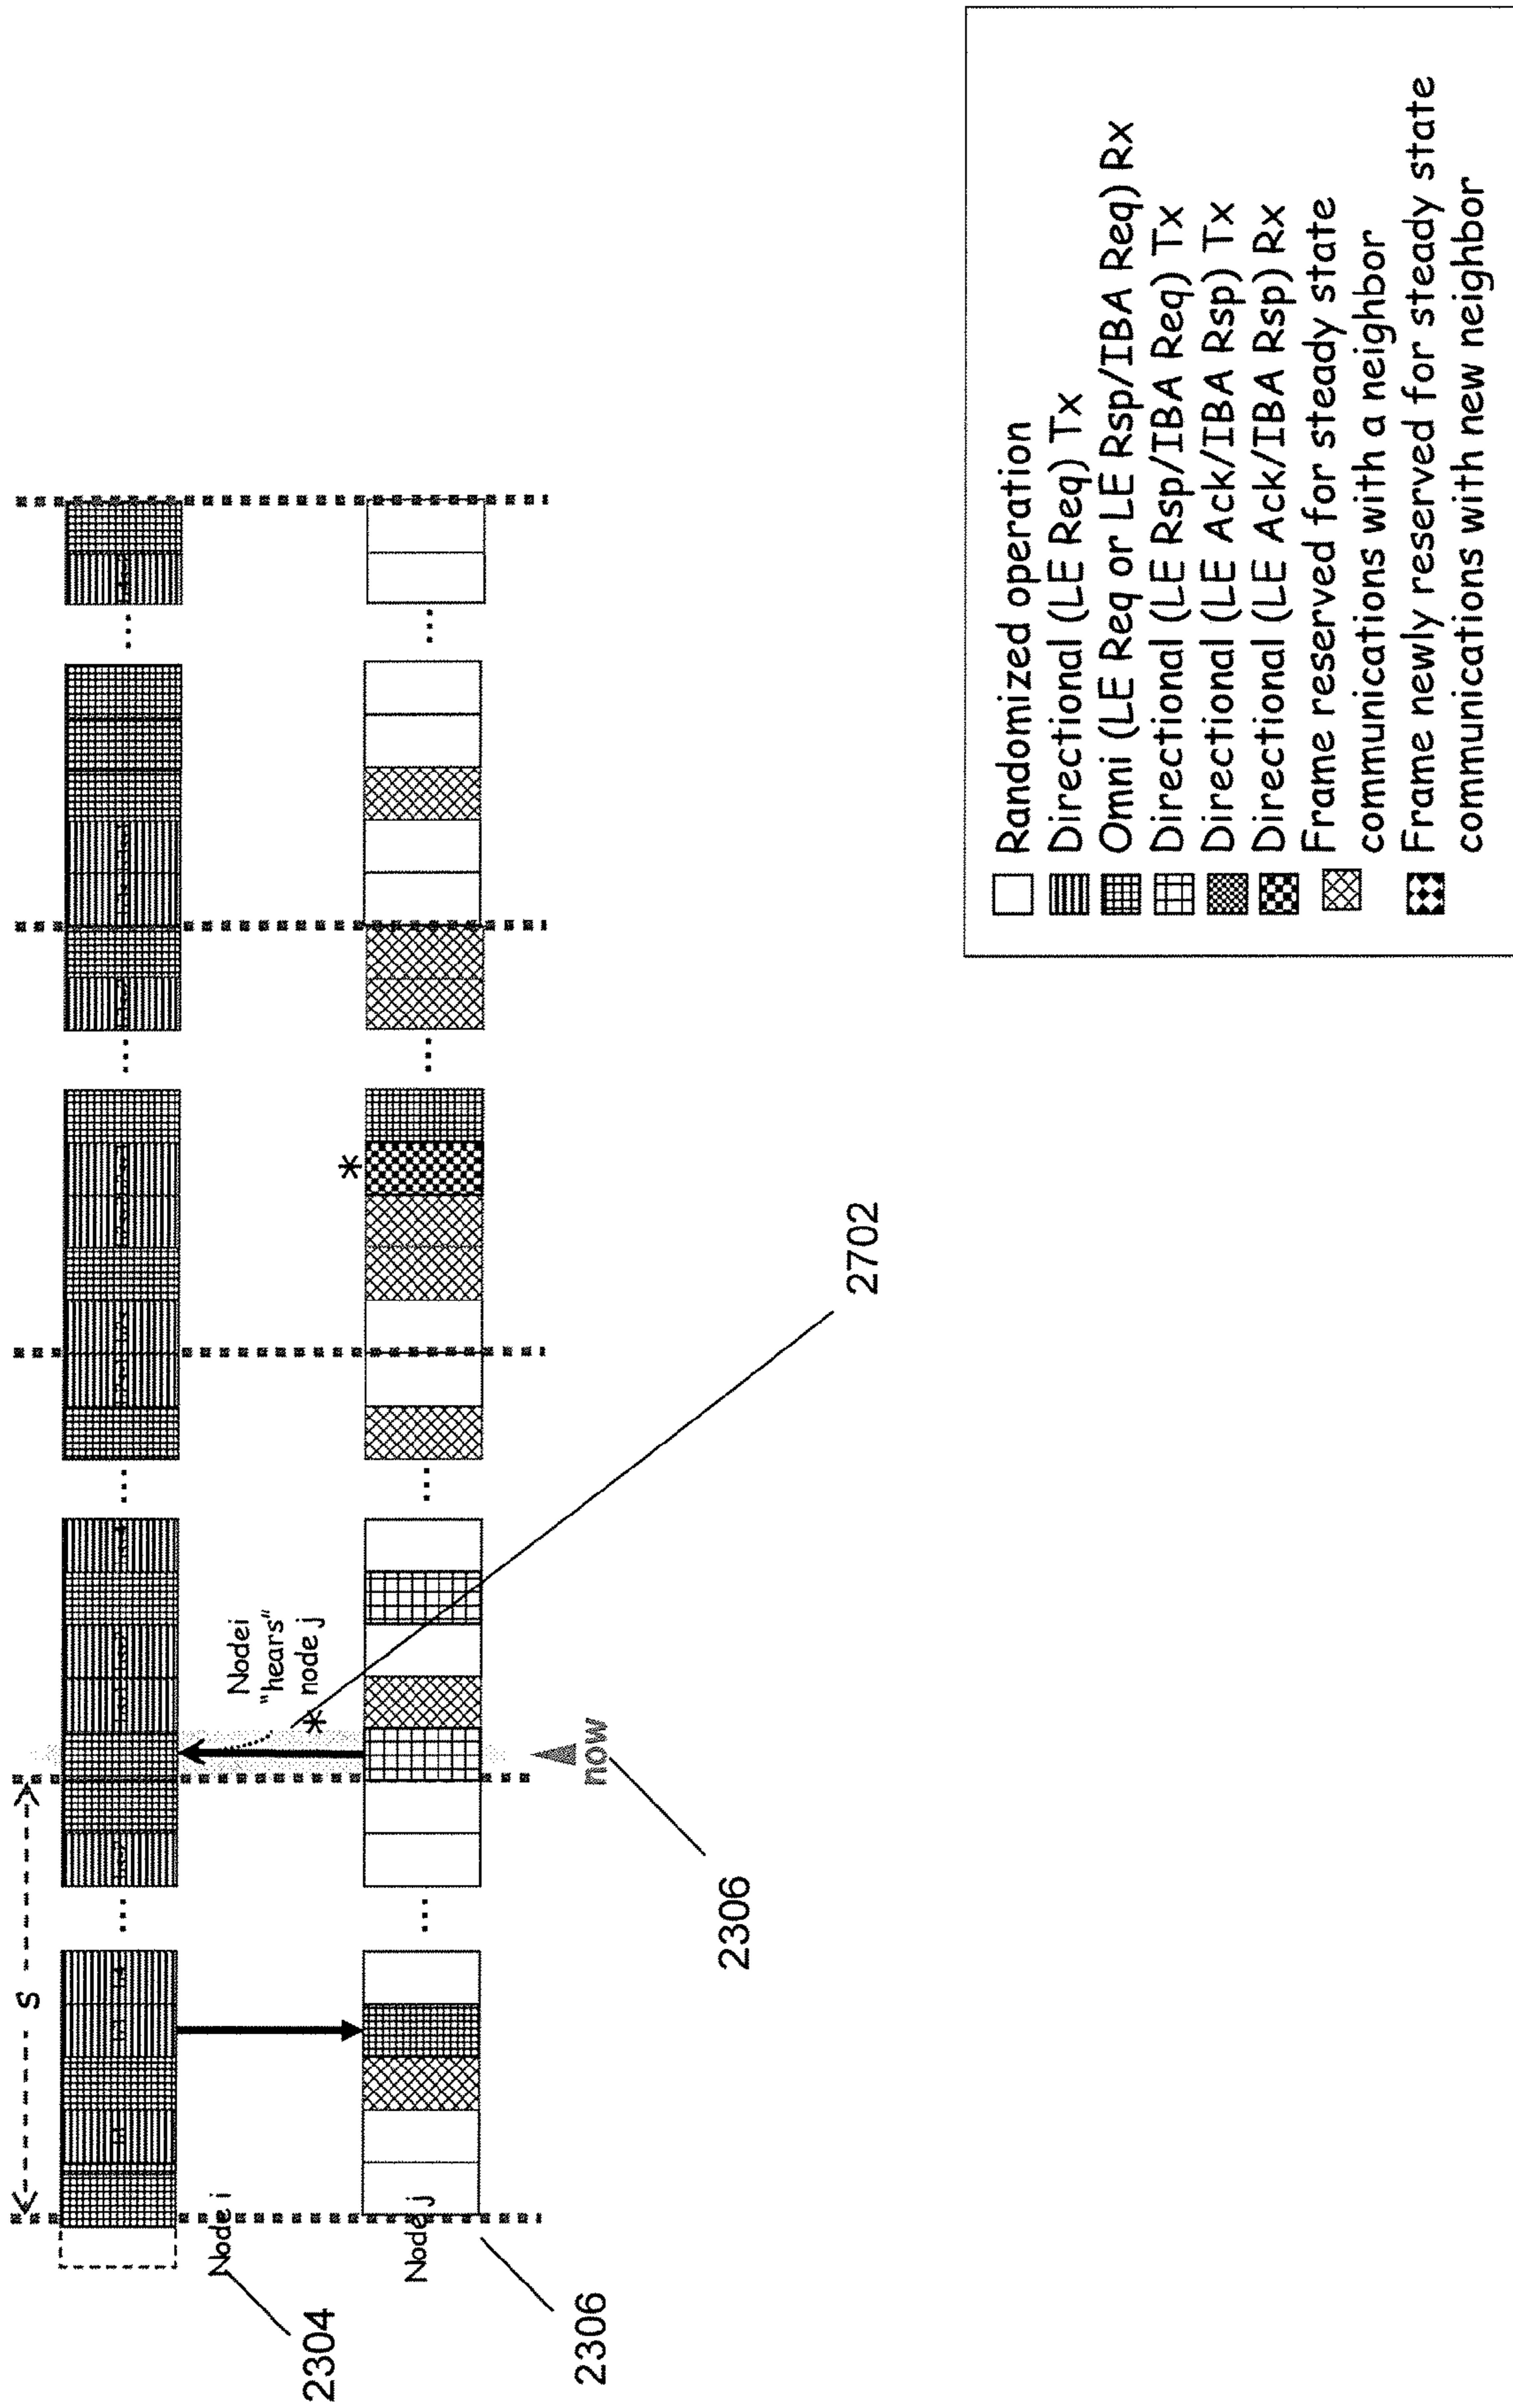 S
Node i
2304
Node j
2306
Node i
"hears"
node j
*
now
2306
2702
*
Randomized operation
Directional (LE Req) Tx
Omni (LE Req or LE Rsp/IBA Req) Rx
Directional (LE Rsp/IBA Req) Tx
Directional (LE Ack/IBA Rsp) Tx
Directional (LE Ack/IBA Rsp) Rx
Frame reserved for steady state
communications with a neighbor
Frame newly reserved for steady state
communications with new neighbor